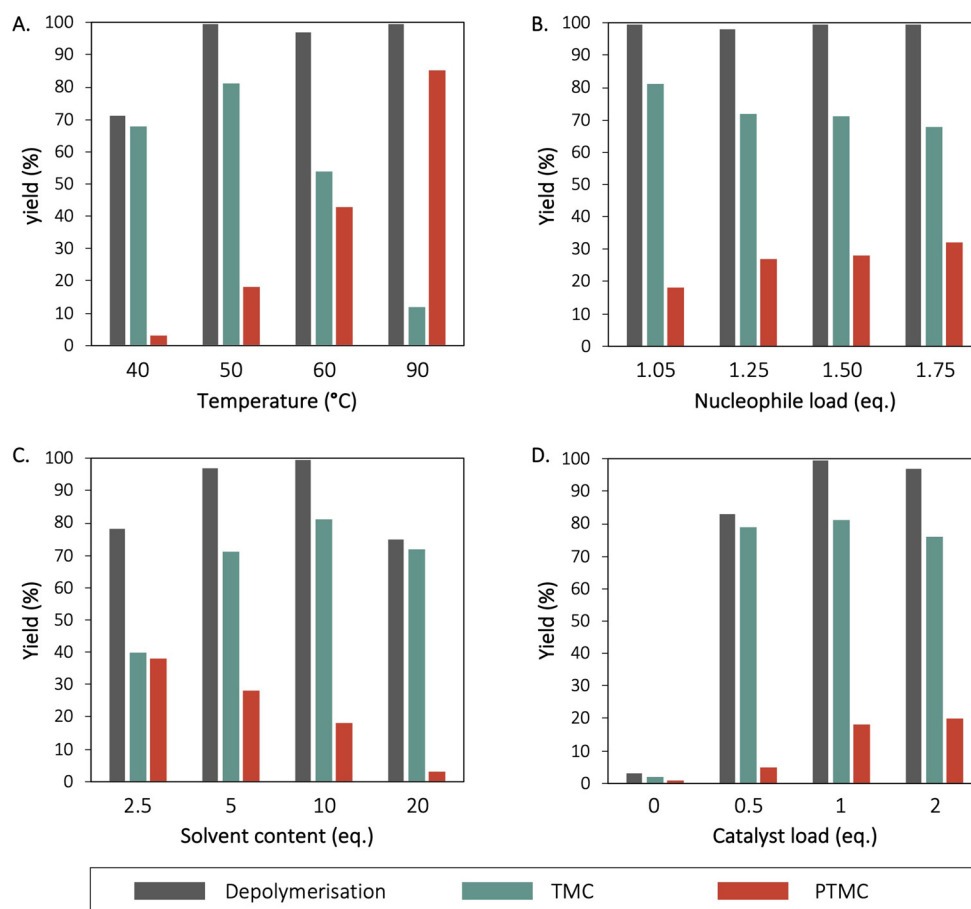 A.
100
90
80
70
60
50
40
30
20
10
0
yield (%)
40 50 60 90
Temperature (°C)
B.
100
90
80
70
60
50
40
30
20
10
0
Yield (%)
1.05 1.25 1.50 1.75
Nucleophile load (eq.)
C.
100
90
80
70
60
50
40
30
20
10
0
Yield (%)
2.5 5 10 20
Solvent content (eq.)
D.
100
90
80
70
60
50
40
30
20
10
0
Yield (%)
0 0.5 1 2
Catalyst load (eq.)
Depolymerisation TMC PTMC